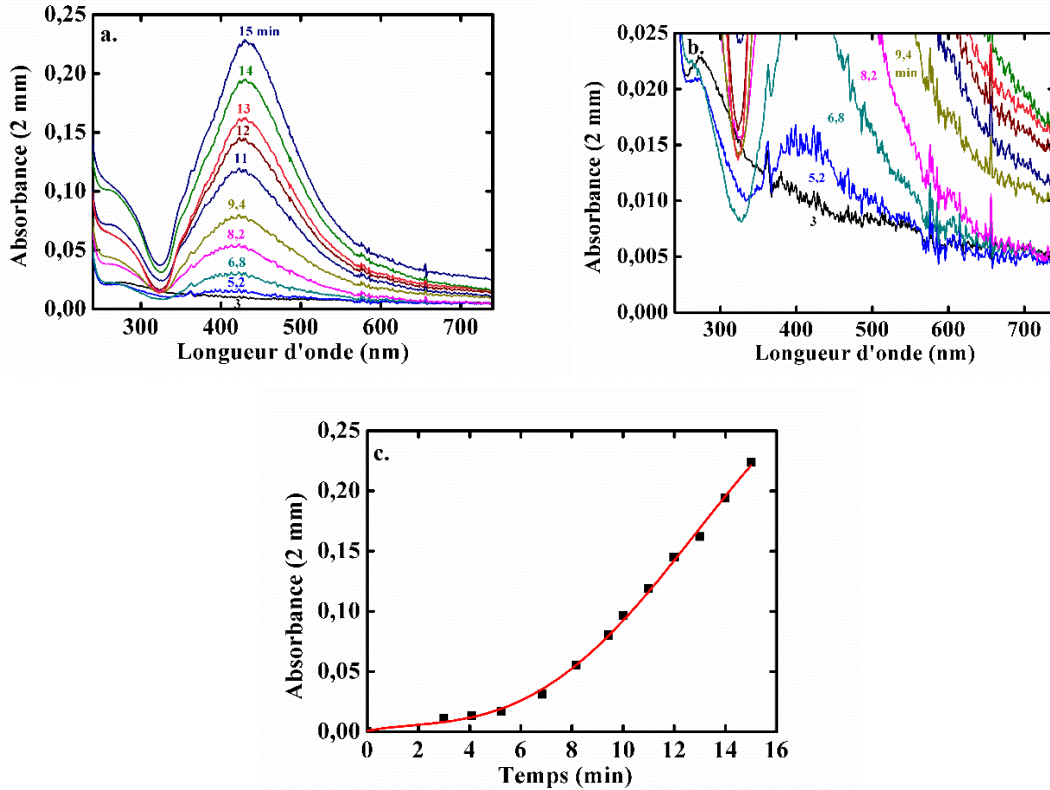 a.
0,25
0,20
0,15
0,10
0,05
0,00
Absorbance (2 mm)
15 min
14
13
12
11
9,4
8,2
6,8
5,2
3
300 400 500 600 700
Longueur d'onde (nm)
b.
0,025
0,020
0,015
0,010
0,005
0,000
Absorbance (2 mm)
9,4
min
8,2
6,8
5,2
3
300 400 500 600 700
Longueur d'onde (nm)
c.
0,25
0,20
0,15
0,10
0,05
0,00
Absorbance (2 mm)
0 2 4 6 8 10 12 14 16
Temps (min)